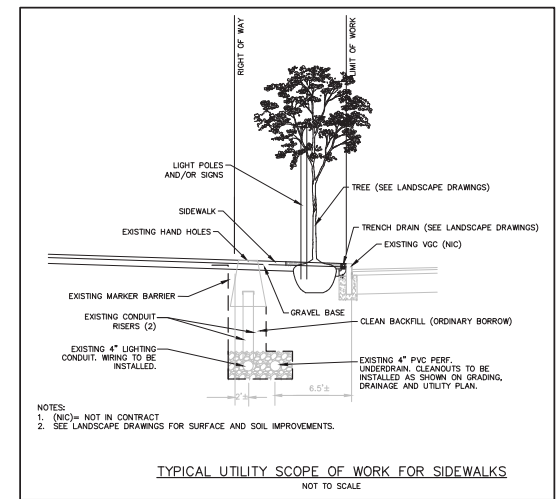 RIGHT OF WAY
LIMIT OF WORK
LIGHT POLES
AND/OR SIGNS
TREE (SEE LANDSCAPE DRAWINGS)
SIDEWALK
TRENCH DRAIN (SEE LANDSCAPE DRAWINGS)
EXISTING HAND HOLES
EXISTING VGC (NIC)
EXISTING MARKER BARRIER
GRAVEL BASE
EXISTING CONDUIT
RISERS (2)
CLEAN BACKFILL (ORDINARY BORROW)
EXISTING 4" LIGHTING
CONDUIT. WIRING TO BE
INSTALLED.
EXISTING 4" PVC PERF.
UNDERDRAIN. CLEANOUTS TO BE
INSTALLED AS SHOWN ON GRADING,
DRAINAGE AND UTILITY PLAN.
2'±
6.5'±
NOTES:
1. (NIC)= NOT IN CONTRACT
2. SEE LANDSCAPE DRAWINGS FOR SURFACE AND SOIL IMPROVEMENTS.
TYPICAL UTILITY SCOPE OF WORK FOR SIDEWALKS
NOT TO SCALE